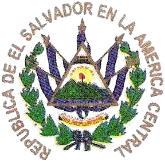 REPUBLICA DE EL SALVADOR EN LA AMERICA CENTRAL